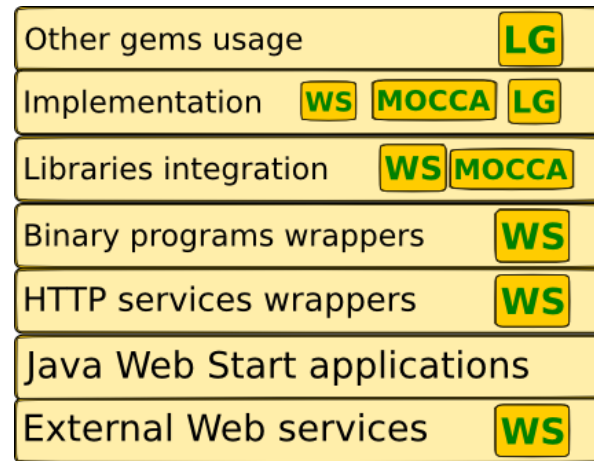 Other gems usage LG
Implementation WS MOCCA LG
Libraries integration WS MOCCA
Binary programs wrappers WS
HTTP services wrappers WS
Java Web Start applications
External Web services WS